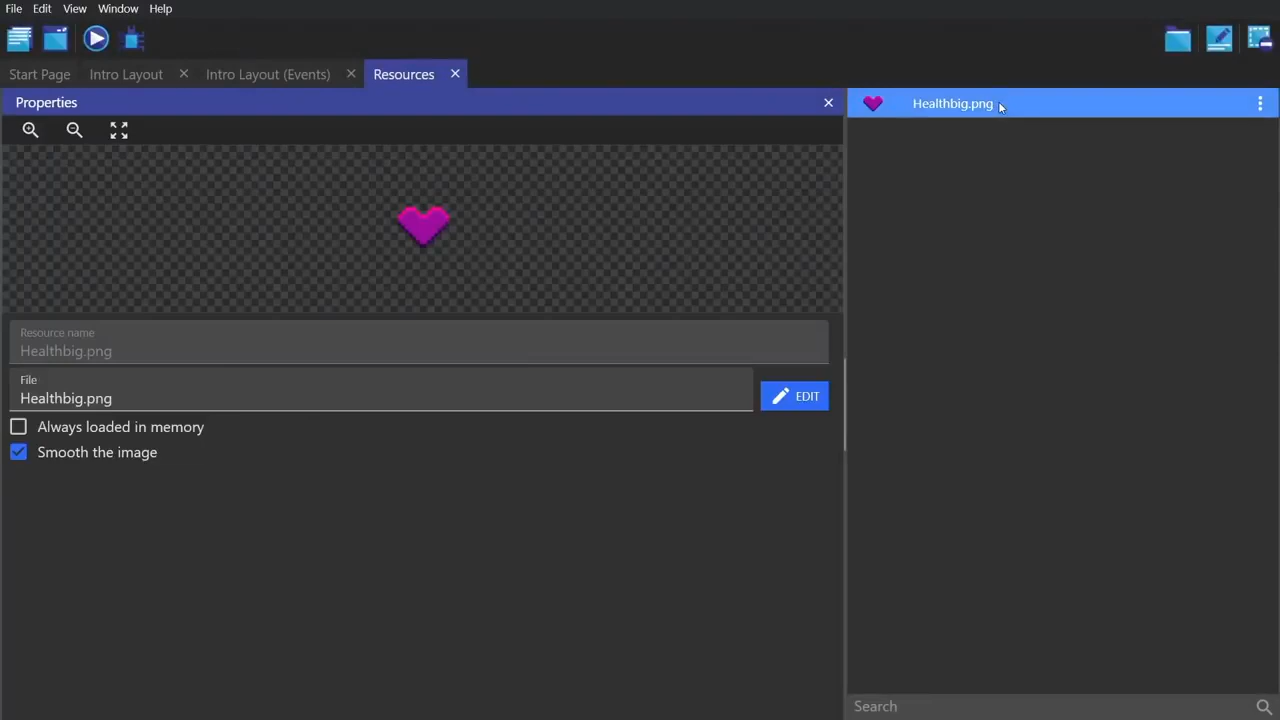 File Edit View Window Help
Start Page Intro Layout Intro Layout (Events) Resources
Properties
Healthbig.png
Resource name
Healthbig.png
File
Healthbig.png
EDIT
Always loaded in memory
Smooth the image
Search